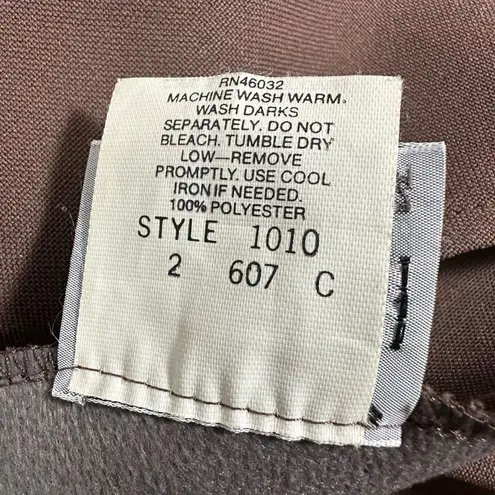 RN46032
MACHINE WASH WARM.
WASH DARKS
SEPARATELY. DO NOT
BLEACH. TUMBLE DRY
LOW—REMOVE
PROMPTLY. USE COOL
IRON IF NEEDED.
100% POLYESTER
STYLE 1010
2 607 C